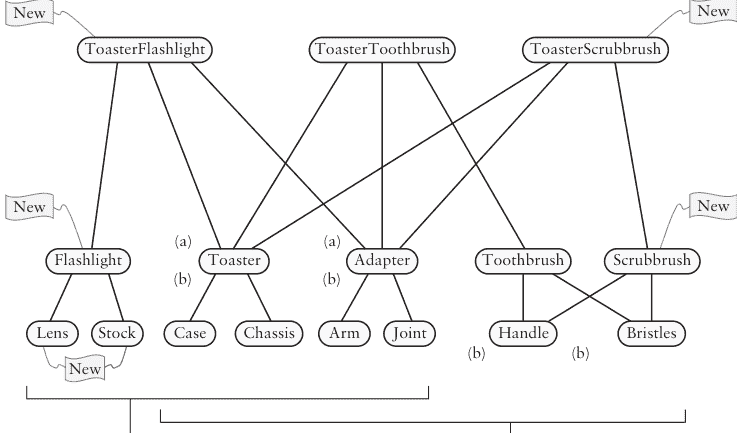 New
New
ToasterFlashlight
ToasterToothbrush
ToasterScrubbrush
New
New
(a)
(a)
Flashlight
Toaster
Adapter
Toothbrush
Scrubbrush
(b)
(b)
Lens
Stock
Case
Chassis
Arm
Joint
Handle
Bristles
(b)
(b)
New